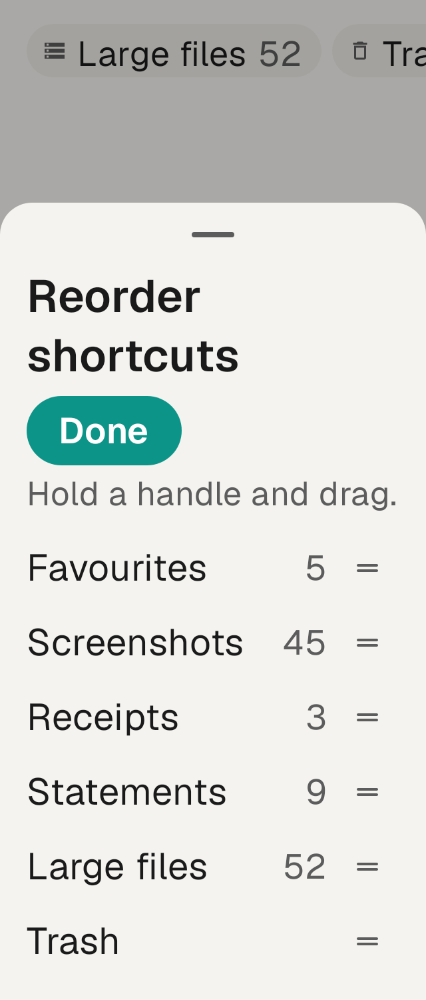 Large files 52
Reorder
shortcuts
Done
Hold a handle and drag.
Favourites 5
Screenshots 45
Receipts 3
Statements 9
Large files 52
Trash